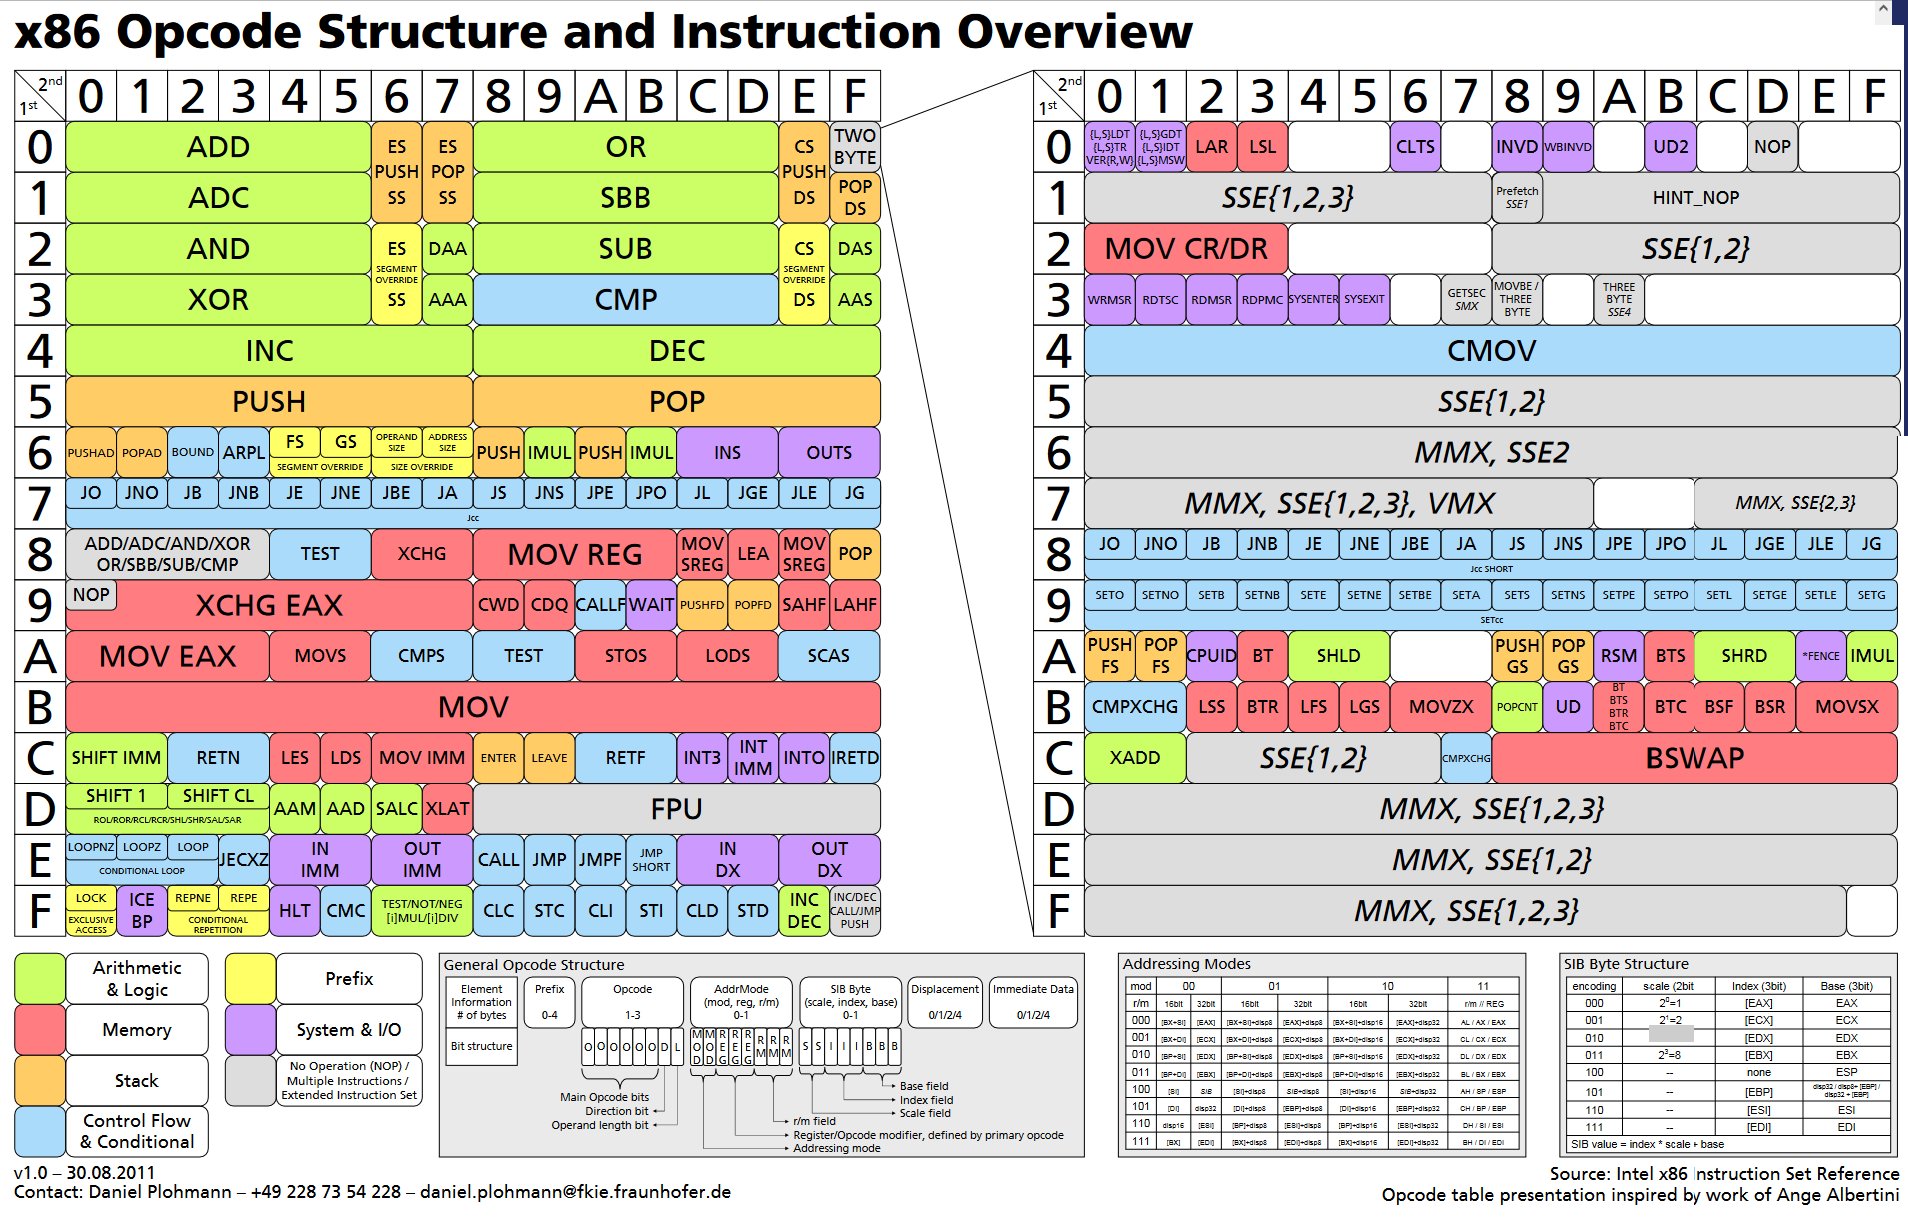 x86 Opcode Structure and Instruction Overview
2nd
1st
0 1 2 3 4 5 6 7 8 9 A B C D E F
0 ADD ES PUSH SS ES POP SS OR CS PUSH DS TWO BYTE
1 ADC SBB POP DS
2 AND ES SEGMENT OVERRIDE SS DAA SUB CS SEGMENT OVERRIDE DS DAS
3 XOR AAA CMP AAS
4 INC DEC
5 PUSH POP
6 PUSHAD POPAD BOUND ARPL FS GS SEGMENT OVERRIDE OPERAND SIZE ADDRESS SIZE SIZE OVERRIDE PUSH IMUL PUSH IMUL INS OUTS
7 JO JNO JB JNB JE JNE JBE JA JS JNS JPE JPO JL JGE JLE JG
Jcc
8 ADD/ADC/AND/XOR OR/SBB/SUB/CMP TEST XCHG MOV REG MOV SREG LEA MOV SREG POP
9 NOP XCHG EAX CWD CDQ CALLF WAIT PUSHFD POPFD SAHF LAHF
A MOV EAX MOVS CMPS TEST STOS LODS SCAS
B MOV
C SHIFT IMM RETN LES LDS MOV IMM ENTER LEAVE RETF INT3 INT IMM INTO IRETD
D SHIFT 1 SHIFT CL ROL/ROR/RCL/RCR/SHL/SHR/SAL/SAR AAM AAD SALC XLAT FPU
E LOOPNZ LOOPZ LOOP CONDITIONAL LOOP JECXZ IN IMM OUT IMM CALL JMP JMPF JMP SHORT IN DX OUT DX
F LOCK EXCLUSIVE ACCESS ICE BP REPNE REPE CONDITIONAL REPETITION HLT CMC TEST/NOT/NEG [i]MUL/[i]DIV CLC STC CLI STI CLD STD INC DEC INC/DEC CALL/JMP PUSH
2nd
1st
0 1 2 3 4 5 6 7 8 9 A B C D E F
0 {L,S}LDT {L,S}TR VER{R,W} {L,S}GDT {L,S}IDT {L,S}MSW LAR LSL CLTS INVD WBINVD UD2 NOP
1 SSE{1,2,3} Prefetch SSE1 HINT_NOP
2 MOV CR/DR SSE{1,2}
3 WRMSR RDTSC RDMSR RDPMC SYSENTER SYSEXIT GETSEC SMX MOVBE / THREE BYTE THREE BYTE SSE4
4 CMOV
5 SSE{1,2}
6 MMX, SSE2
7 MMX, SSE{1,2,3}, VMX MMX, SSE{2,3}
8 JO JNO JB JNB JE JNE JBE JA JS JNS JPE JPO JL JGE JLE JG
Jcc SHORT
9 SETO SETNO SETB SETNB SETE SETNE SETBE SETA SETS SETNS SETPE SETPO SETL SETGE SETLE SETG
SETcc
A PUSH FS POP FS CPUID BT SHLD PUSH GS POP GS RSM BTS SHRD *FENCE IMUL
B CMPXCHG LSS BTR LFS LGS MOVZX POPCNT UD BT BTS BTR BTC BTC BSF BSR MOVSX
C XADD SSE{1,2} CMPXCHG BSWAP
D MMX, SSE{1,2,3}
E MMX, SSE{1,2}
F MMX, SSE{1,2,3}
Arithmetic & Logic
Memory
Stack
Control Flow & Conditional
Prefix
System & I/O
No Operation (NOP) / Multiple Instructions / Extended Instruction Set
General Opcode Structure
Element Information # of bytes
Prefix 0-4
Opcode 1-3
AddrMode (mod, reg, r/m) 0-1
SIB Byte (scale, index, base) 0-1
Displacement 0/1/2/4
Immediate Data 0/1/2/4
Bit structure
O O O O O O D L
MOD MOD REG REG REG R/M R/M R/M
S S I I I B B B
Base field
Index field
Scale field
Main Opcode bits
Direction bit
Operand length bit
r/m field
Register/Opcode modifier, defined by primary opcode
Addressing mode
Addressing Modes
mod 00 01 10 11
r/m 16bit 32bit 16bit 32bit 16bit 32bit r/m // REG
000 [BX+SI] [EAX] [BX+SI]+disp8 [EAX]+disp8 [BX+SI]+disp16 [EAX]+disp32 AL / AX / EAX
001 [BX+DI] [ECX] [BX+DI]+disp8 [ECX]+disp8 [BX+DI]+disp16 [ECX]+disp32 CL / CX / ECX
010 [BP+SI] [EDX] [BP+SI]+disp8 [EDX]+disp8 [BP+SI]+disp16 [EDX]+disp32 DL / DX / EDX
011 [BP+DI] [EBX] [BP+DI]+disp8 [EBX]+disp8 [BP+DI]+disp16 [EBX]+disp32 BL / BX / EBX
100 [SI] SIB [SI]+disp8 SIB+disp8 [SI]+disp16 SIB+disp32 AH / SP / ESP
101 [DI] disp32 [DI]+disp8 [EBP]+disp8 [DI]+disp16 [EBP]+disp32 CH / BP / EBP
110 disp16 [ESI] [BP]+disp8 [ESI]+disp8 [BP]+disp16 [ESI]+disp32 DH / SI / ESI
111 [BX] [EDI] [BX]+disp8 [EDI]+disp8 [BX]+disp16 [EDI]+disp32 BH / DI / EDI
SIB Byte Structure
encoding scale (2bit Index (3bit) Base (3bit)
000 2⁰=1 [EAX] EAX
001 2¹=2 [ECX] ECX
010 [EDX] EDX
011 2³=8 [EBX] EBX
100 -- none ESP
101 -- [EBP] disp32 / disp8+ [EBP] / disp32 + [EBP]
110 -- [ESI] ESI
111 -- [EDI] EDI
SIB value = index * scale + base
v1.0 – 30.08.2011
Contact: Daniel Plohmann – +49 228 73 54 228 – daniel.plohmann@fkie.fraunhofer.de
Source: Intel x86 Instruction Set Reference
Opcode table presentation inspired by work of Ange Albertini